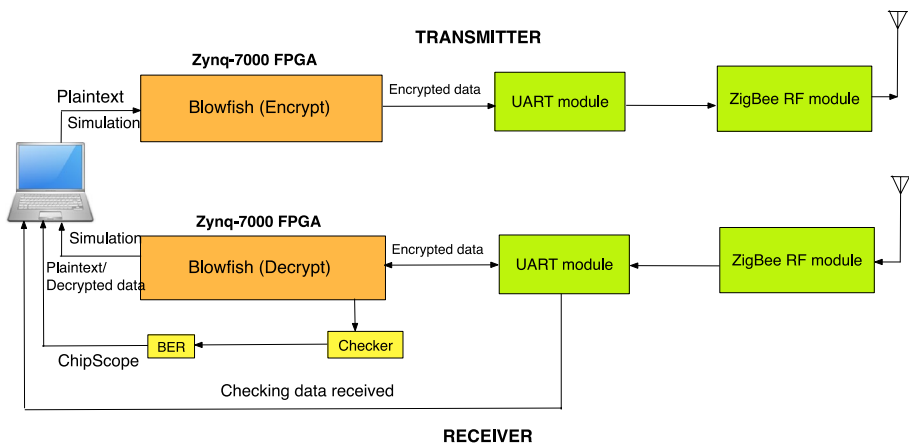 TRANSMITTER
Zynq-7000 FPGA
Plaintext
Simulation
Blowfish (Encrypt)
Encrypted data
UART module
ZigBee RF module
Zynq-7000 FPGA
Simulation
Plaintext/
Decrypted data
Blowfish (Decrypt)
Encrypted data
UART module
ZigBee RF module
Checker
BER
ChipScope
Checking data received
RECEIVER